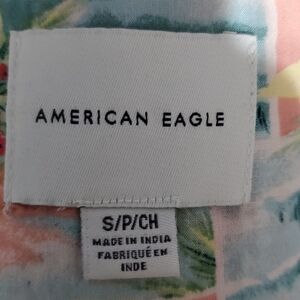 AMERICAN EAGLE
S/P/CH
MADE IN INDIA
FABRIQUÉ EN
INDE